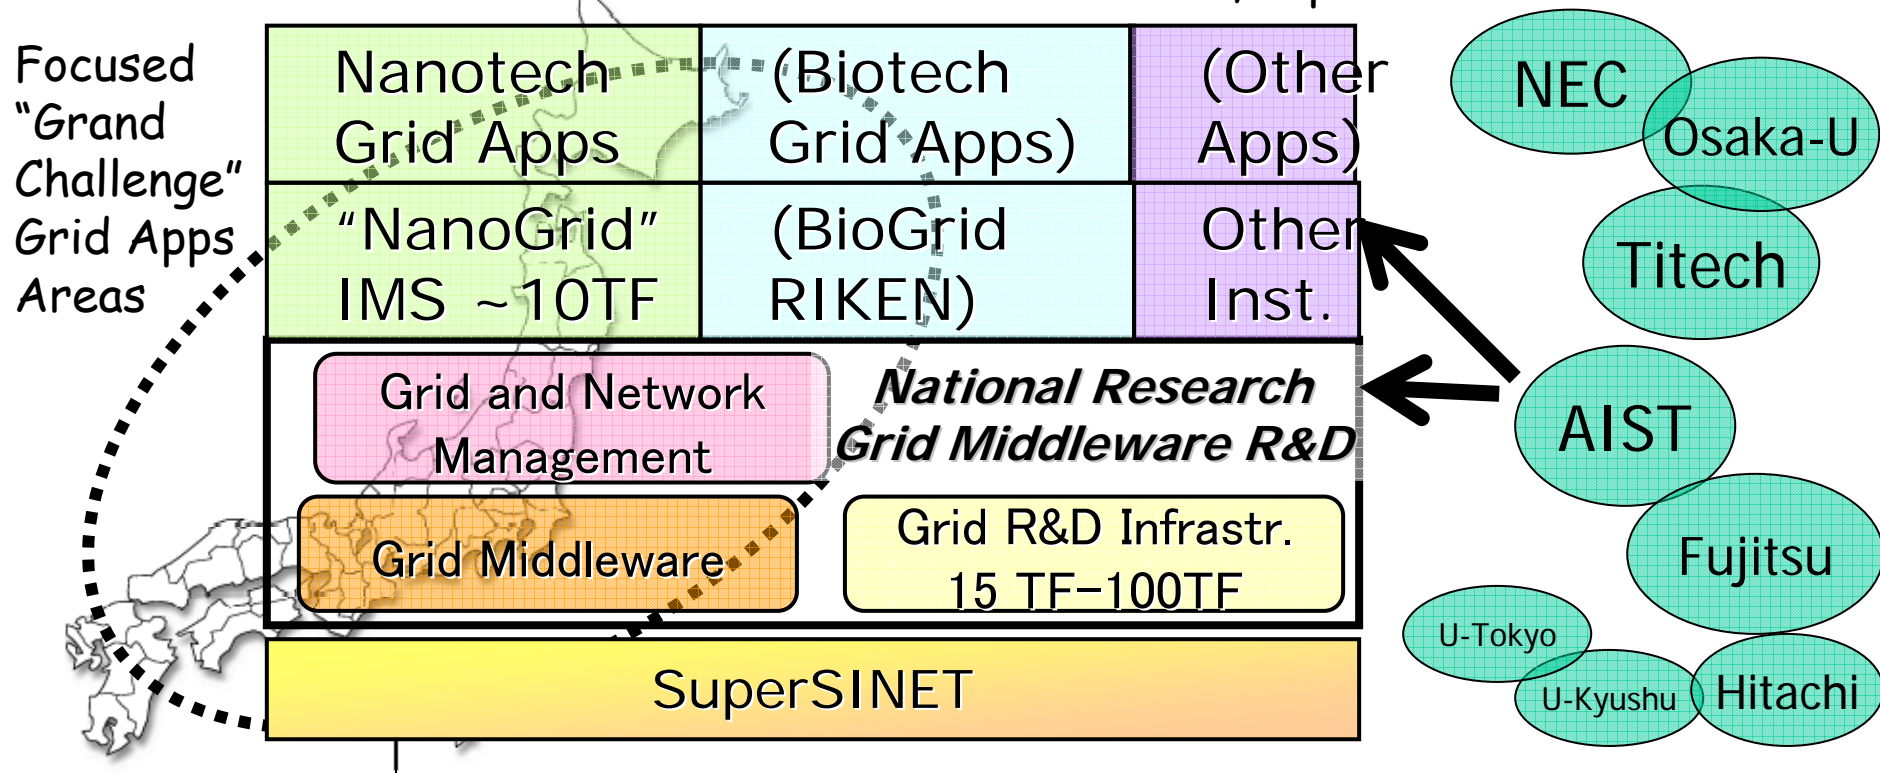 Focused
“Grand
Challenge”
Grid Apps
Areas
Nanotech
Grid Apps
(Biotech
Grid Apps)
(Other
Apps)
“NanoGrid”
IMS ~10TF
(BioGrid
RIKEN)
Other
Inst.
Grid and Network
Management
National Research
Grid Middleware R&D
Grid Middleware
Grid R&D Infrastr.
15 TF-100TF
SuperSINET
NEC
Osaka-U
Titech
AIST
Fujitsu
U-Tokyo
U-Kyushu
Hitachi